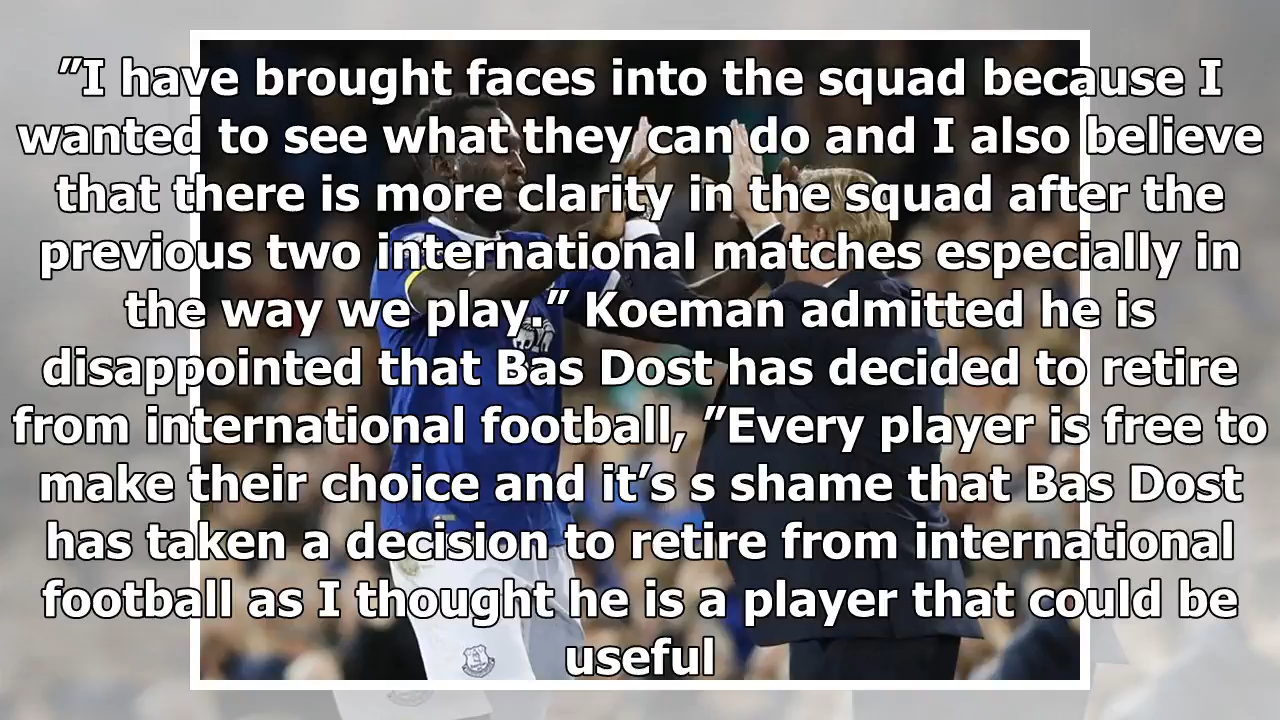 ”I have brought faces into the squad because I
wanted to see what they can do and I also believe
that there is more clarity in the squad after the
previous two international matches especially in
the way we play.” Koeman admitted he is
disappointed that Bas Dost has decided to retire
from international football, ”Every player is free to
make their choice and it’s s shame that Bas Dost
has taken a decision to retire from international
football as I thought he is a player that could be
useful